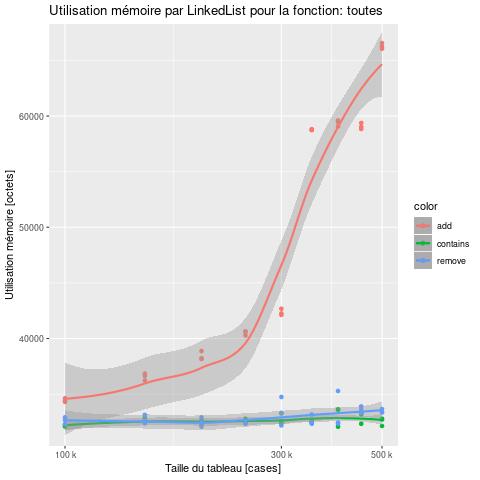 Utilisation mémoire par LinkedList pour la fonction: toutes
Utilisation mémoire [octets]
60000
50000
40000
100 k
300 k
500 k
Taille du tableau [cases]
color
add
contains
remove